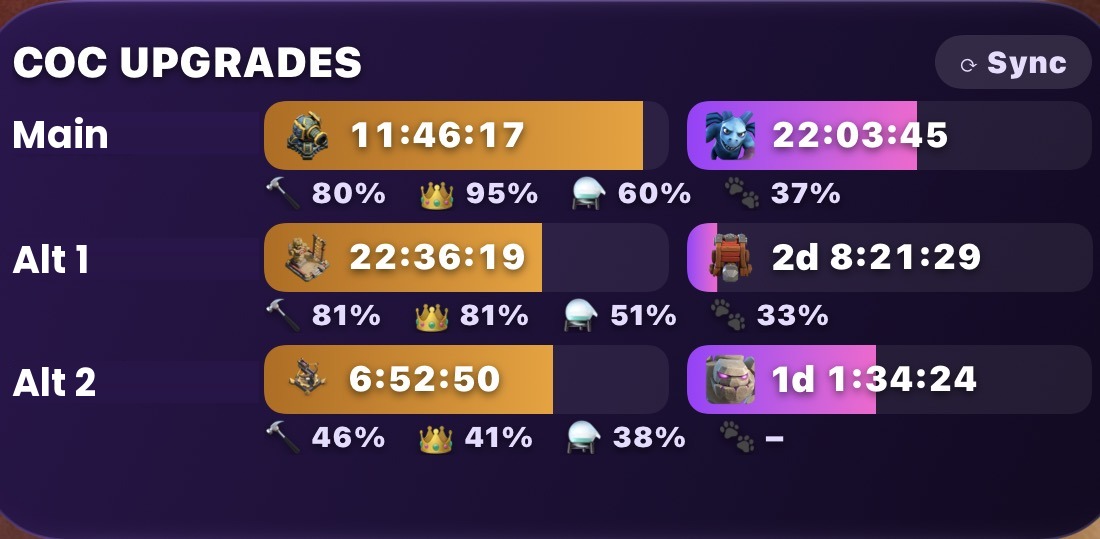 COC UPGRADES
Sync
Main 11:46:17 22:03:45
80% 95% 60% 37%
Alt 1 22:36:19 2d 8:21:29
81% 81% 51% 33%
Alt 2 6:52:50 1d 1:34:24
46% 41% 38% –